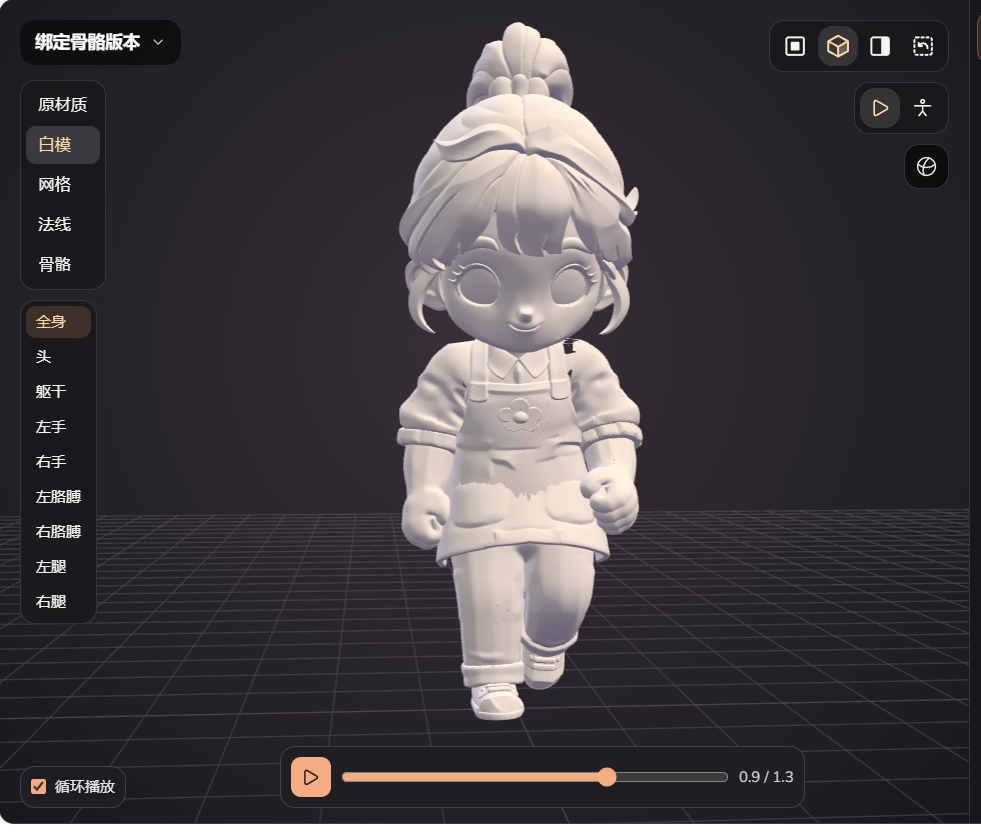 绑定骨骼版本
原材质
白模
网格
法线
骨骼
全身
头
躯干
左手
右手
左胳膊
右胳膊
左腿
右腿
循环播放
0.9 / 1.3